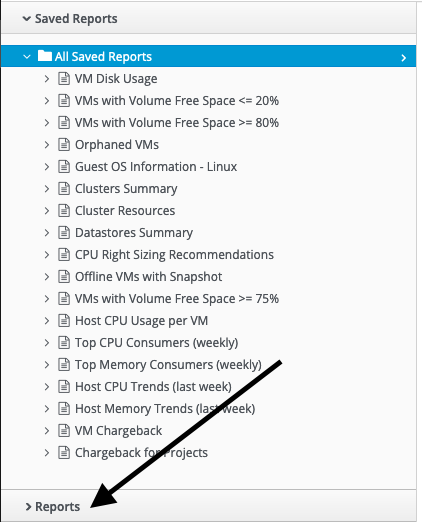 Saved Reports
All Saved Reports
VM Disk Usage
VMs with Volume Free Space <= 20%
VMs with Volume Free Space >= 80%
Orphaned VMs
Guest OS Information - Linux
Clusters Summary
Cluster Resources
Datastores Summary
CPU Right Sizing Recommendations
Offline VMs with Snapshot
VMs with Volume Free Space >= 75%
Host CPU Usage per VM
Top CPU Consumers (weekly)
Top Memory Consumers (weekly)
Host CPU Trends (last week)
Host Memory Trends (last week)
VM Chargeback
Chargeback for Projects
Reports